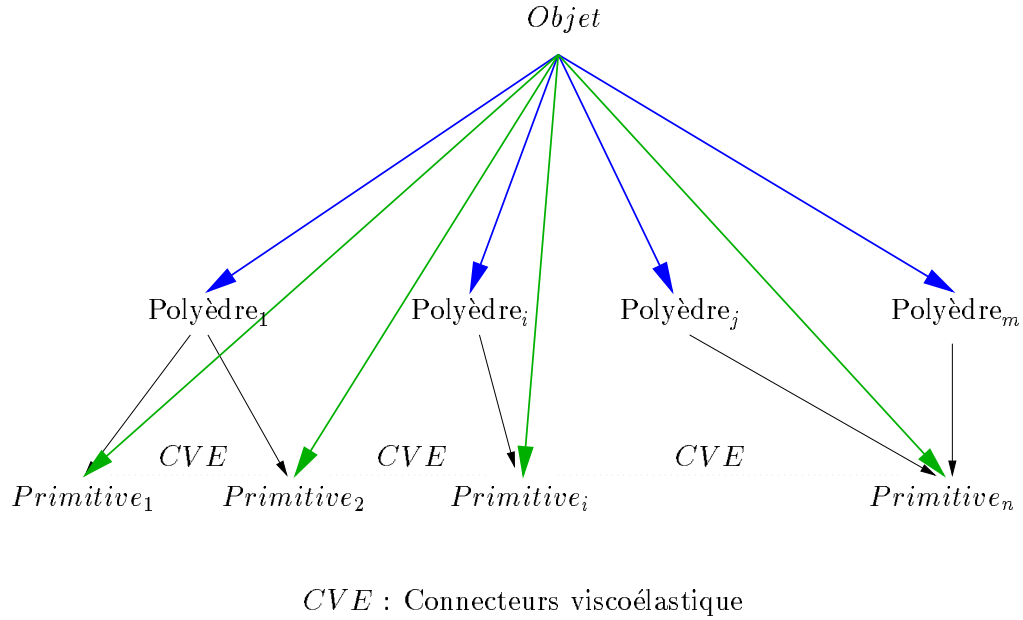 Objet
Polyèdre₁ Polyèdreᵢ Polyèdreⱼ Polyèdreₘ
CVE CVE CVE
Primitive₁ Primitive₂ Primitiveᵢ Primitiveₙ
CVE : Connecteurs viscoélastique